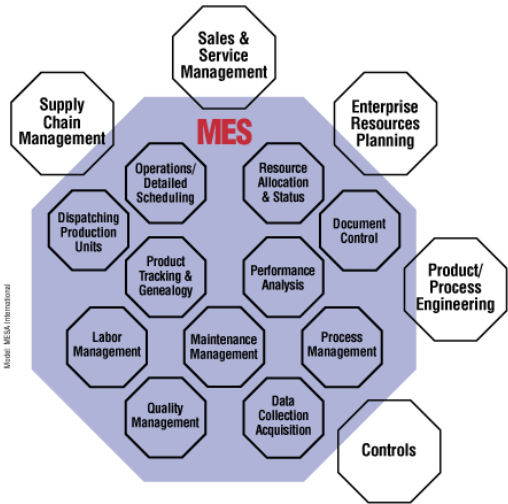 Sales &
Service
Management
Supply
Chain
Management
Enterprise
Resources
Planning
MES
Operations/
Detailed
Scheduling
Resource
Allocation
& Status
Dispatching
Production
Units
Document
Control
Product
Tracking &
Genealogy
Performance
Analysis
Product/
Process
Engineering
Labor
Management
Maintenance
Management
Process
Management
Quality
Management
Data
Collection
Acquisition
Controls
Model: MESA International